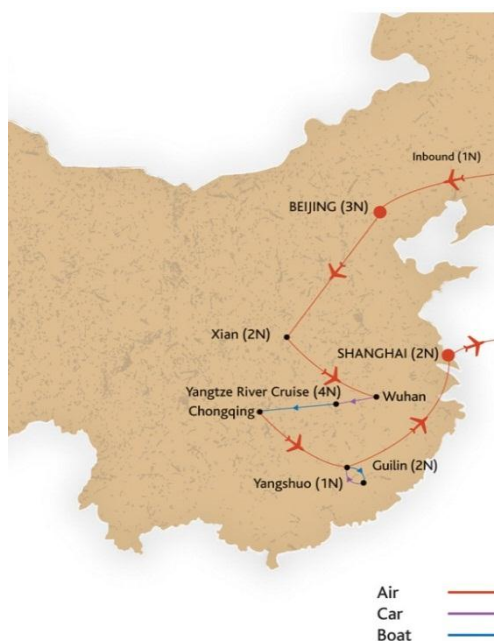 Inbound (1N)
BEIJING (3N)
Xian (2N)
SHANGHAI (2N)
Yangtze River Cruise (4N)
Wuhan
Chongqing
Guilin (2N)
Yangshuo (1N)
Air
Car
Boat